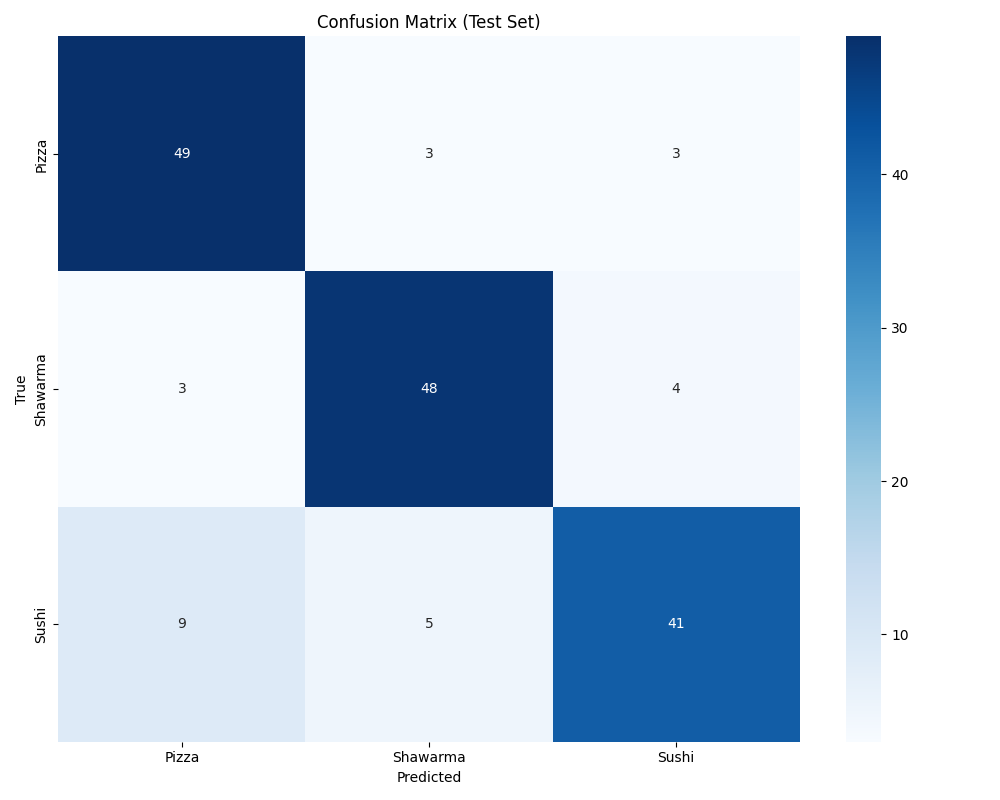 Confusion Matrix (Test Set)
True
Pizza
49 3 3
Shawarma
3 48 4
Sushi
9 5 41
Pizza Shawarma Sushi
Predicted
40
30
20
10